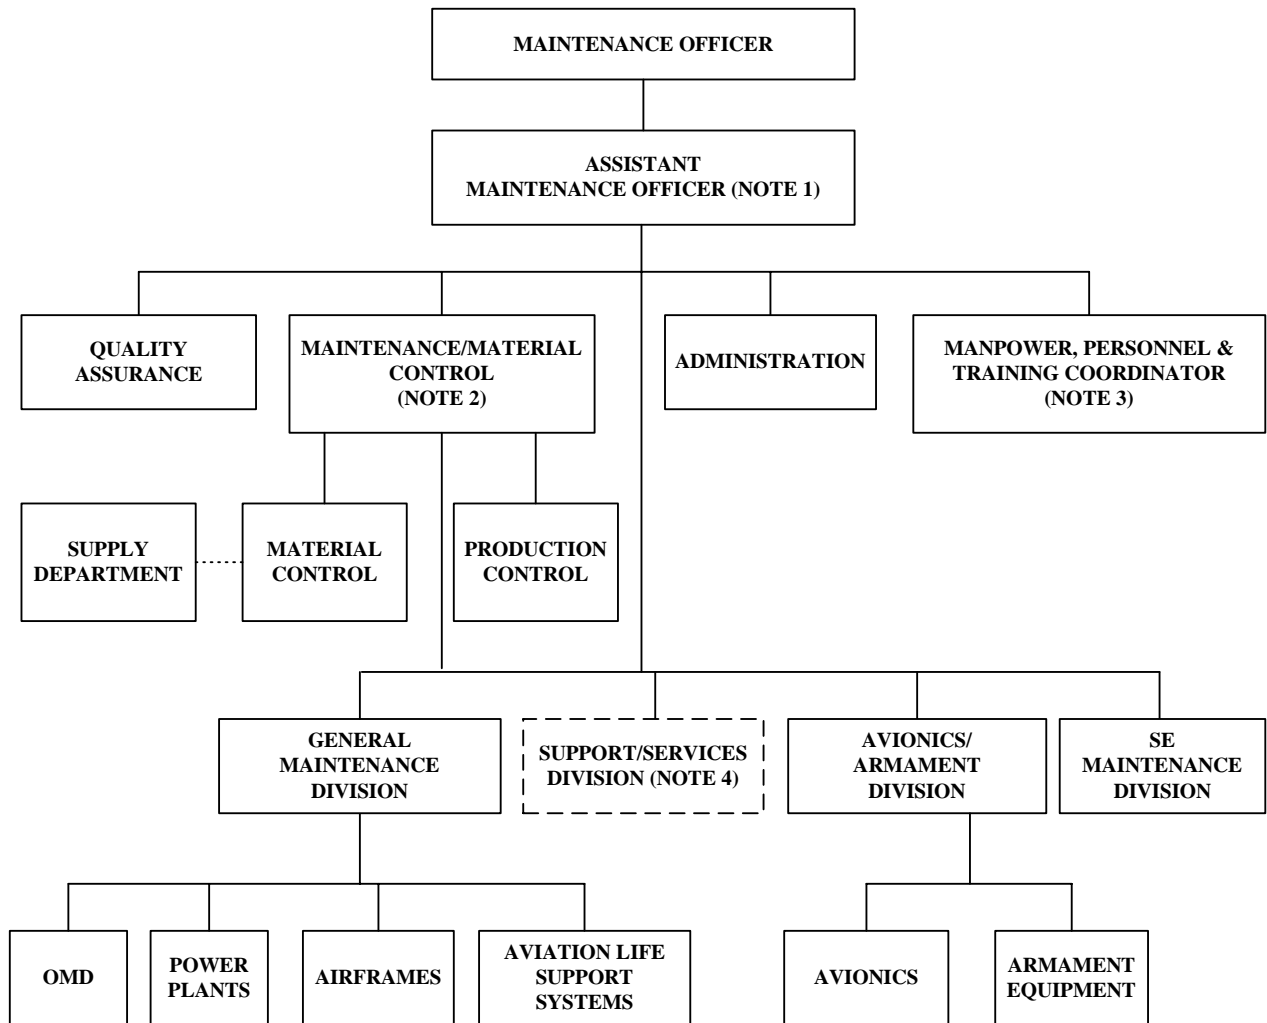 MAINTENANCE OFFICER
ASSISTANT
MAINTENANCE OFFICER (NOTE 1)
QUALITY
ASSURANCE
MAINTENANCE/MATERIAL
CONTROL
(NOTE 2)
ADMINISTRATION
MANPOWER, PERSONNEL &
TRAINING COORDINATOR
(NOTE 3)
SUPPLY
DEPARTMENT
MATERIAL
CONTROL
PRODUCTION
CONTROL
GENERAL
MAINTENANCE
DIVISION
SUPPORT/SERVICES
DIVISION (NOTE 4)
AVIONICS/
ARMAMENT
DIVISION
SE
MAINTENANCE
DIVISION
OMD
POWER
PLANTS
AIRFRAMES
AVIATION LIFE
SUPPORT
SYSTEMS
AVIONICS
ARMAMENT
EQUIPMENT